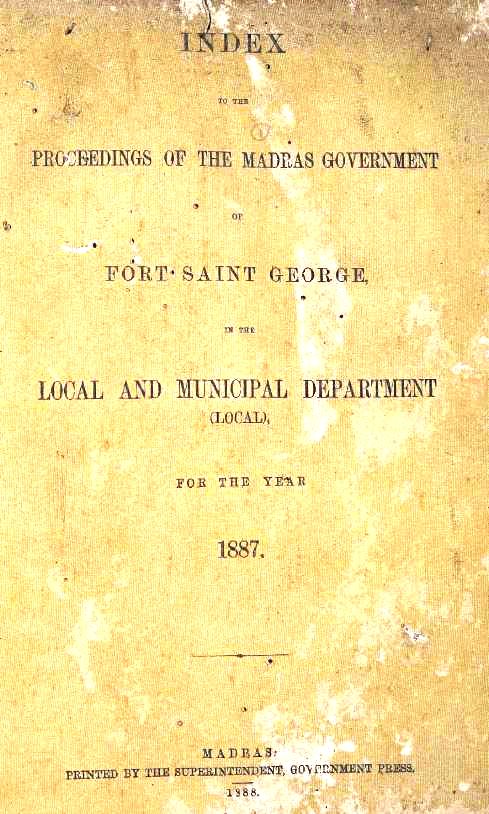 INDEX
TO THE
PROCEEDINGS OF THE MADRAS GOVERNMENT
OF
FORT SAINT GEORGE,
IN THE
LOCAL AND MUNICIPAL DEPARTMENT
(LOCAL),
FOR THE YEAR
1887.
MADRAS:
PRINTED BY THE SUPERINTENDENT, GOVERNMENT PRESS.
1888.